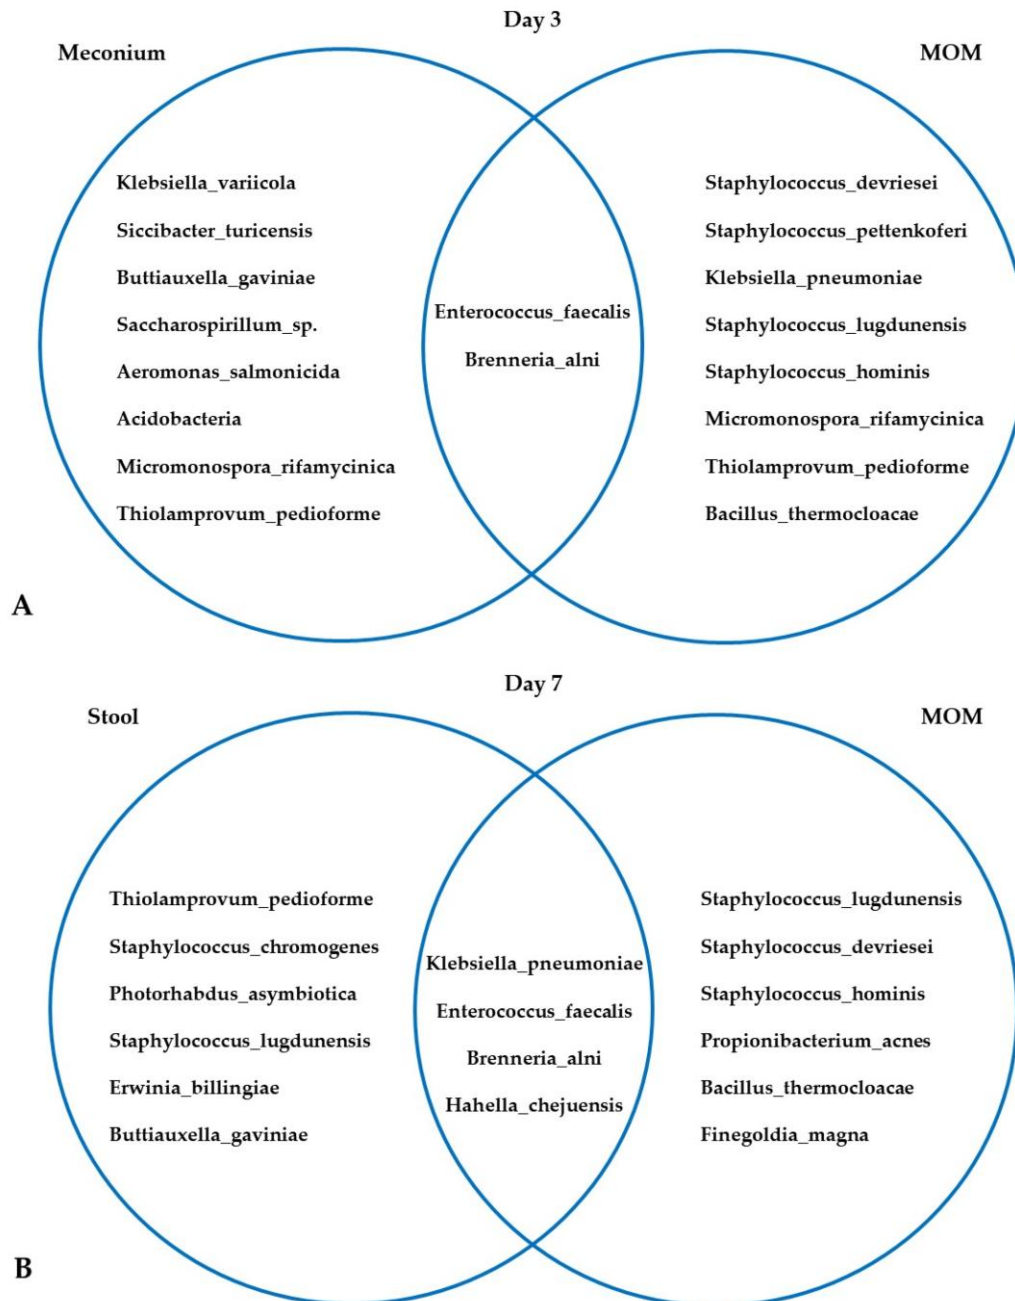 Day 3
Meconium
MOM
Klebsiella_variicola
Siccibacter_turicensis
Buttiauxella_gaviniae
Saccharospirillum_sp.
Aeromonas_salmonicida
Acidobacteria
Micromonospora_rifamycinica
Thiolamprovum_pedioforme
Enterococcus_faecalis
Brenneria_alni
Staphylococcus_devriesei
Staphylococcus_pettenkoferi
Klebsiella_pneumoniae
Staphylococcus_lugdunensis
Staphylococcus_hominis
Micromonospora_rifamycinica
Thiolamprovum_pedioforme
Bacillus_thermocloacae
A
Day 7
Stool
MOM
Thiolamprovum_pedioforme
Staphylococcus_chromogenes
Photorhabdus_asymbiotica
Staphylococcus_lugdunensis
Erwinia_billingiae
Buttiauxella_gaviniae
Klebsiella_pneumoniae
Enterococcus_faecalis
Brenneria_alni
Hahella_chejuensis
Staphylococcus_lugdunensis
Staphylococcus_devriesei
Staphylococcus_hominis
Propionibacterium_acnes
Bacillus_thermocloacae
Finegoldia_magna
B